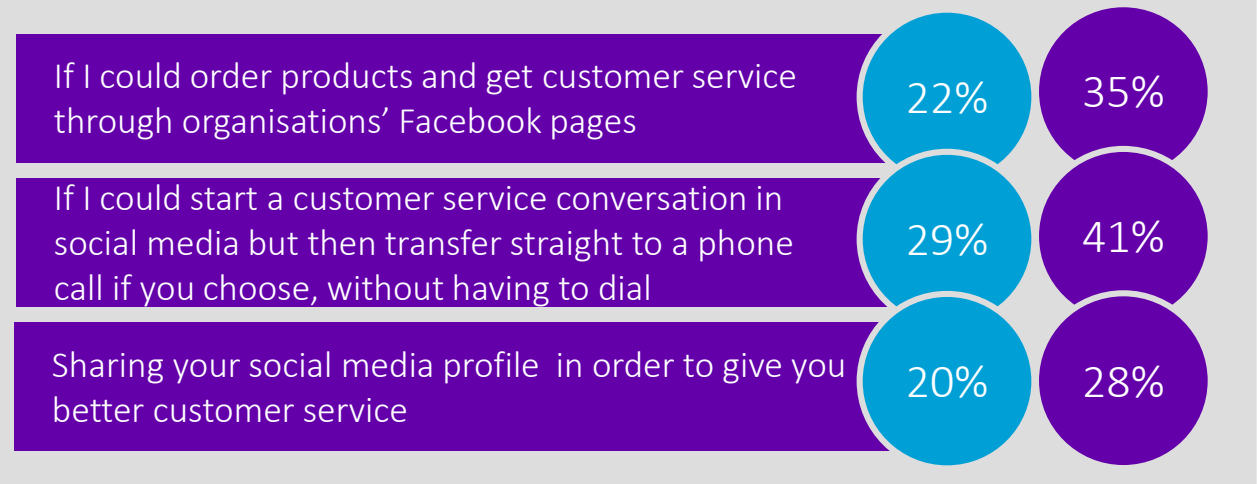 If I could order products and get customer service
through organisations’ Facebook pages
22%
35%
If I could start a customer service conversation in
social media but then transfer straight to a phone
call if you choose, without having to dial
29%
41%
Sharing your social media profile  in order to give you
better customer service
20%
28%